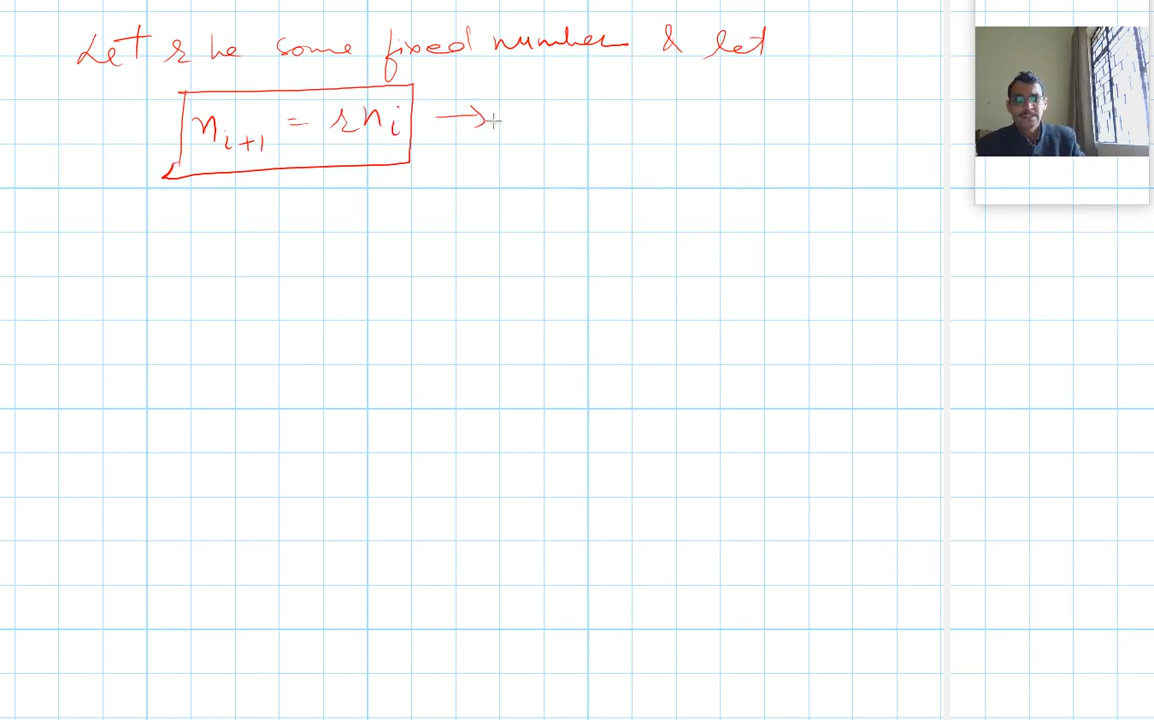 Let r be some fixed number & let
n_{i+1} = r n_i →